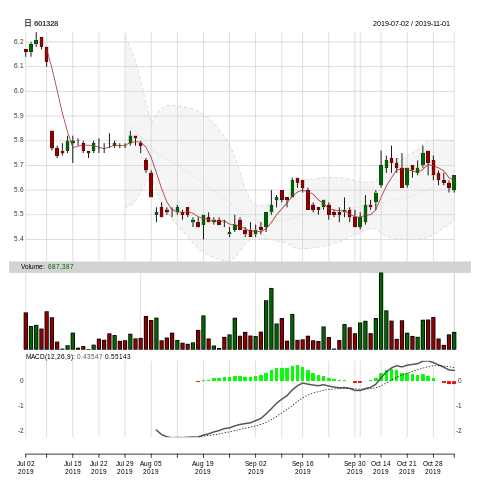 日 601328
2019-07-02 / 2019-11-01
6.2
6.1
6.0
5.9
5.8
5.7
5.6
5.5
5.4
Volume: 687,387
MACD(12,26,9): 0.43547 0.55143
0
-1
-2
0
-1
-2
Jul 02 Jul 15 Jul 22 Jul 29 Aug 05 Aug 19 Sep 02 Sep 16 Sep 30 Oct 14 Oct 21 Oct 28
2019 2019 2019 2019 2019 2019 2019 2019 2019 2019 2019 2019